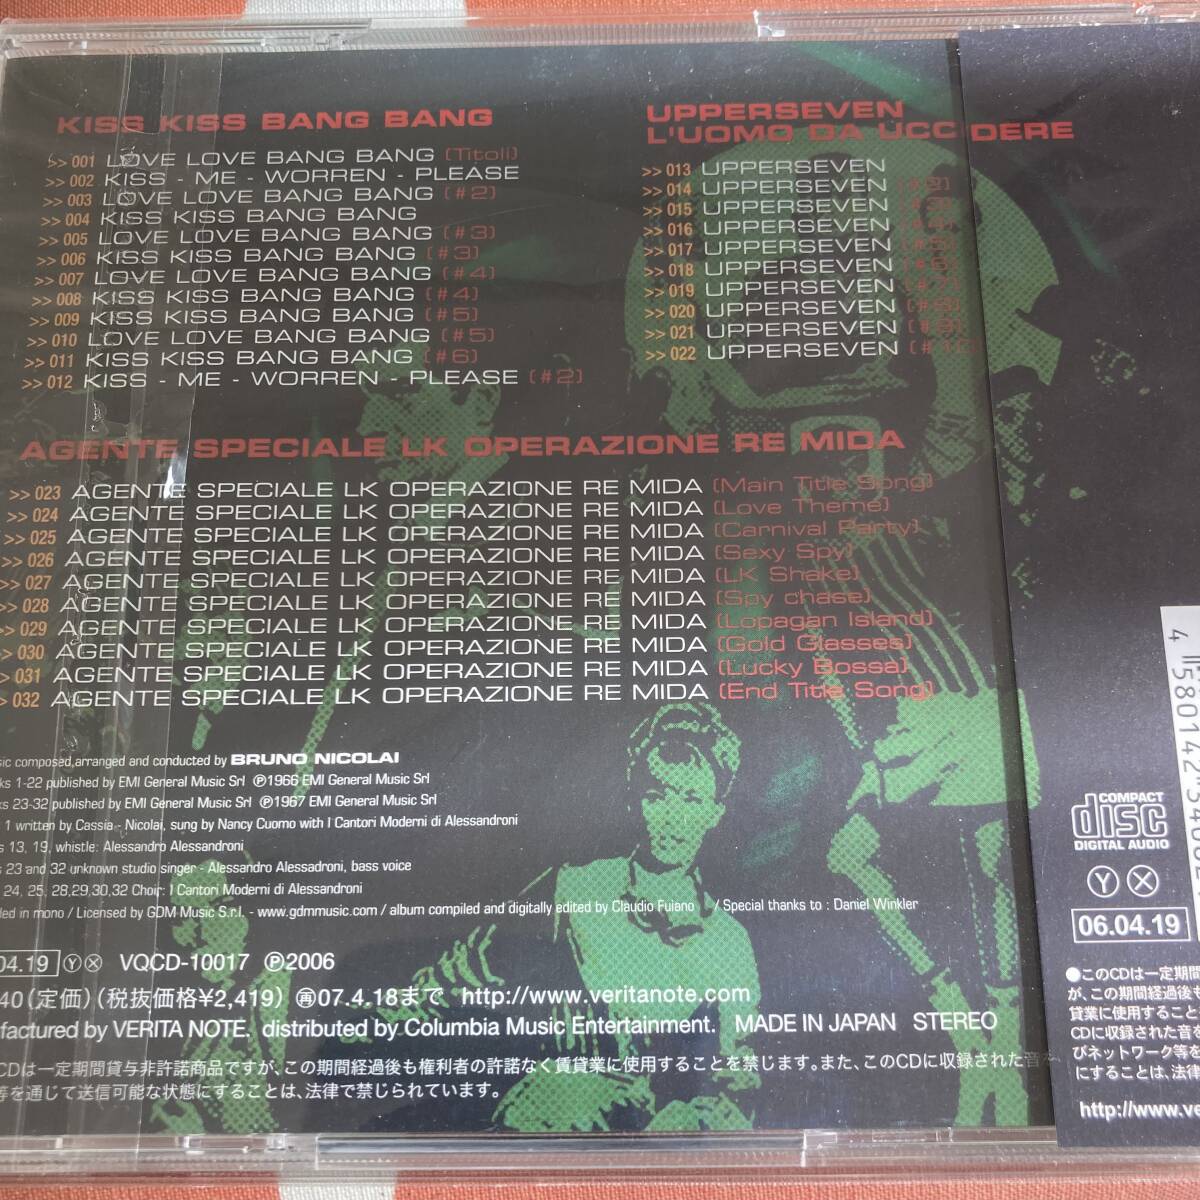 KISS KISS BANG BANG
>> 001 LOVE LOVE BANG BANG (Titoli)
>> 002 KISS - ME - WORREN - PLEASE
>> 003 LOVE LOVE BANG BANG (#2)
>> 004 KISS KISS BANG BANG
>> 005 LOVE LOVE BANG BANG (#3)
>> 006 KISS KISS BANG BANG (#3)
>> 007 LOVE LOVE BANG BANG (#4)
>> 008 KISS KISS BANG BANG (#4)
>> 009 KISS KISS BANG BANG (#5)
>> 010 LOVE LOVE BANG BANG (#5)
>> 011 KISS KISS BANG BANG (#6)
>> 012 KISS - ME - WORREN - PLEASE (#2)
UPPERSEVEN
L'UOMO DA UCCIDERE
>> 013 UPPERSEVEN
>> 014 UPPERSEVEN (#2)
>> 015 UPPERSEVEN (#3)
>> 016 UPPERSEVEN (#4)
>> 017 UPPERSEVEN (#5)
>> 018 UPPERSEVEN (#6)
>> 019 UPPERSEVEN (#7)
>> 020 UPPERSEVEN (#8)
>> 021 UPPERSEVEN (#9)
>> 022 UPPERSEVEN (#10)
AGENTE SPECIALE LK OPERAZIONE RE MIDA
>> 023 AGENTE SPECIALE LK OPERAZIONE RE MIDA (Main Title Song)
>> 024 AGENTE SPECIALE LK OPERAZIONE RE MIDA (Love Theme)
>> 025 AGENTE SPECIALE LK OPERAZIONE RE MIDA (Carnival Party)
>> 026 AGENTE SPECIALE LK OPERAZIONE RE MIDA (Sexy Spy)
>> 027 AGENTE SPECIALE LK OPERAZIONE RE MIDA (LK Shake)
>> 028 AGENTE SPECIALE LK OPERAZIONE RE MIDA (Spy chase)
>> 029 AGENTE SPECIALE LK OPERAZIONE RE MIDA (Lopagan Island)
> 030 AGENTE SPECIALE LK OPERAZIONE RE MIDA (Gold Glasses)
> 031 AGENTE SPECIALE LK OPERAZIONE RE MIDA (Lucky Bossa)
> 032 AGENTE SPECIALE LK OPERAZIONE RE MIDA (End Title Song)
sic composed,arranged and conducted by BRUNO NICOLAI
ks 1-22 published by EMI General Music Srl ℗1966 EMI General Music Srl
ks 23-32 published by EMI General Music Srl ℗1967 EMI General Music Srl
1 written by Cassia - Nicolai, sung by Nancy Cuomo with I Cantori Moderni di Alessandroni
s 13, 19, whistle: Alessandro Alessandroni
s 23 and 32 unknown studio singer - Alessandro Alessadroni, bass voice
24, 25, 28,29,30,32 Choir: I Cantori Moderni di Alessandroni
ded in mono / Licensed by GDM Music S.r.l. - www.gdmmusic.com / album compiled and digitally edited by Claudio Fuiano / Special thanks to : Daniel Winkler
04.19 Ⓨ Ⓧ VQCD-10017 ℗2006
40(定価)(税抜価格¥2,419) ㊢07.4.18まで http://www.veritanote.com
factured by VERITA NOTE. distributed by Columbia Music Entertainment. MADE IN JAPAN STEREO
CDは一定期間貸与非許諾商品ですが、この期間経過後も権利者の許諾なく賃貸業に使用することを禁じます。また、このCDに収録された音を、
等を通じて送信可能な状態にすることは、法律で禁じられています。
4 580142 34
COMPACT
disc
DIGITAL AUDIO
Ⓨ Ⓧ
06.04.19
●このCDは一定期間
が、この期間経過後も
貸業に使用すること
CDに収録された音を
びネットワーク等を
にすることは、法律
http://www.ve